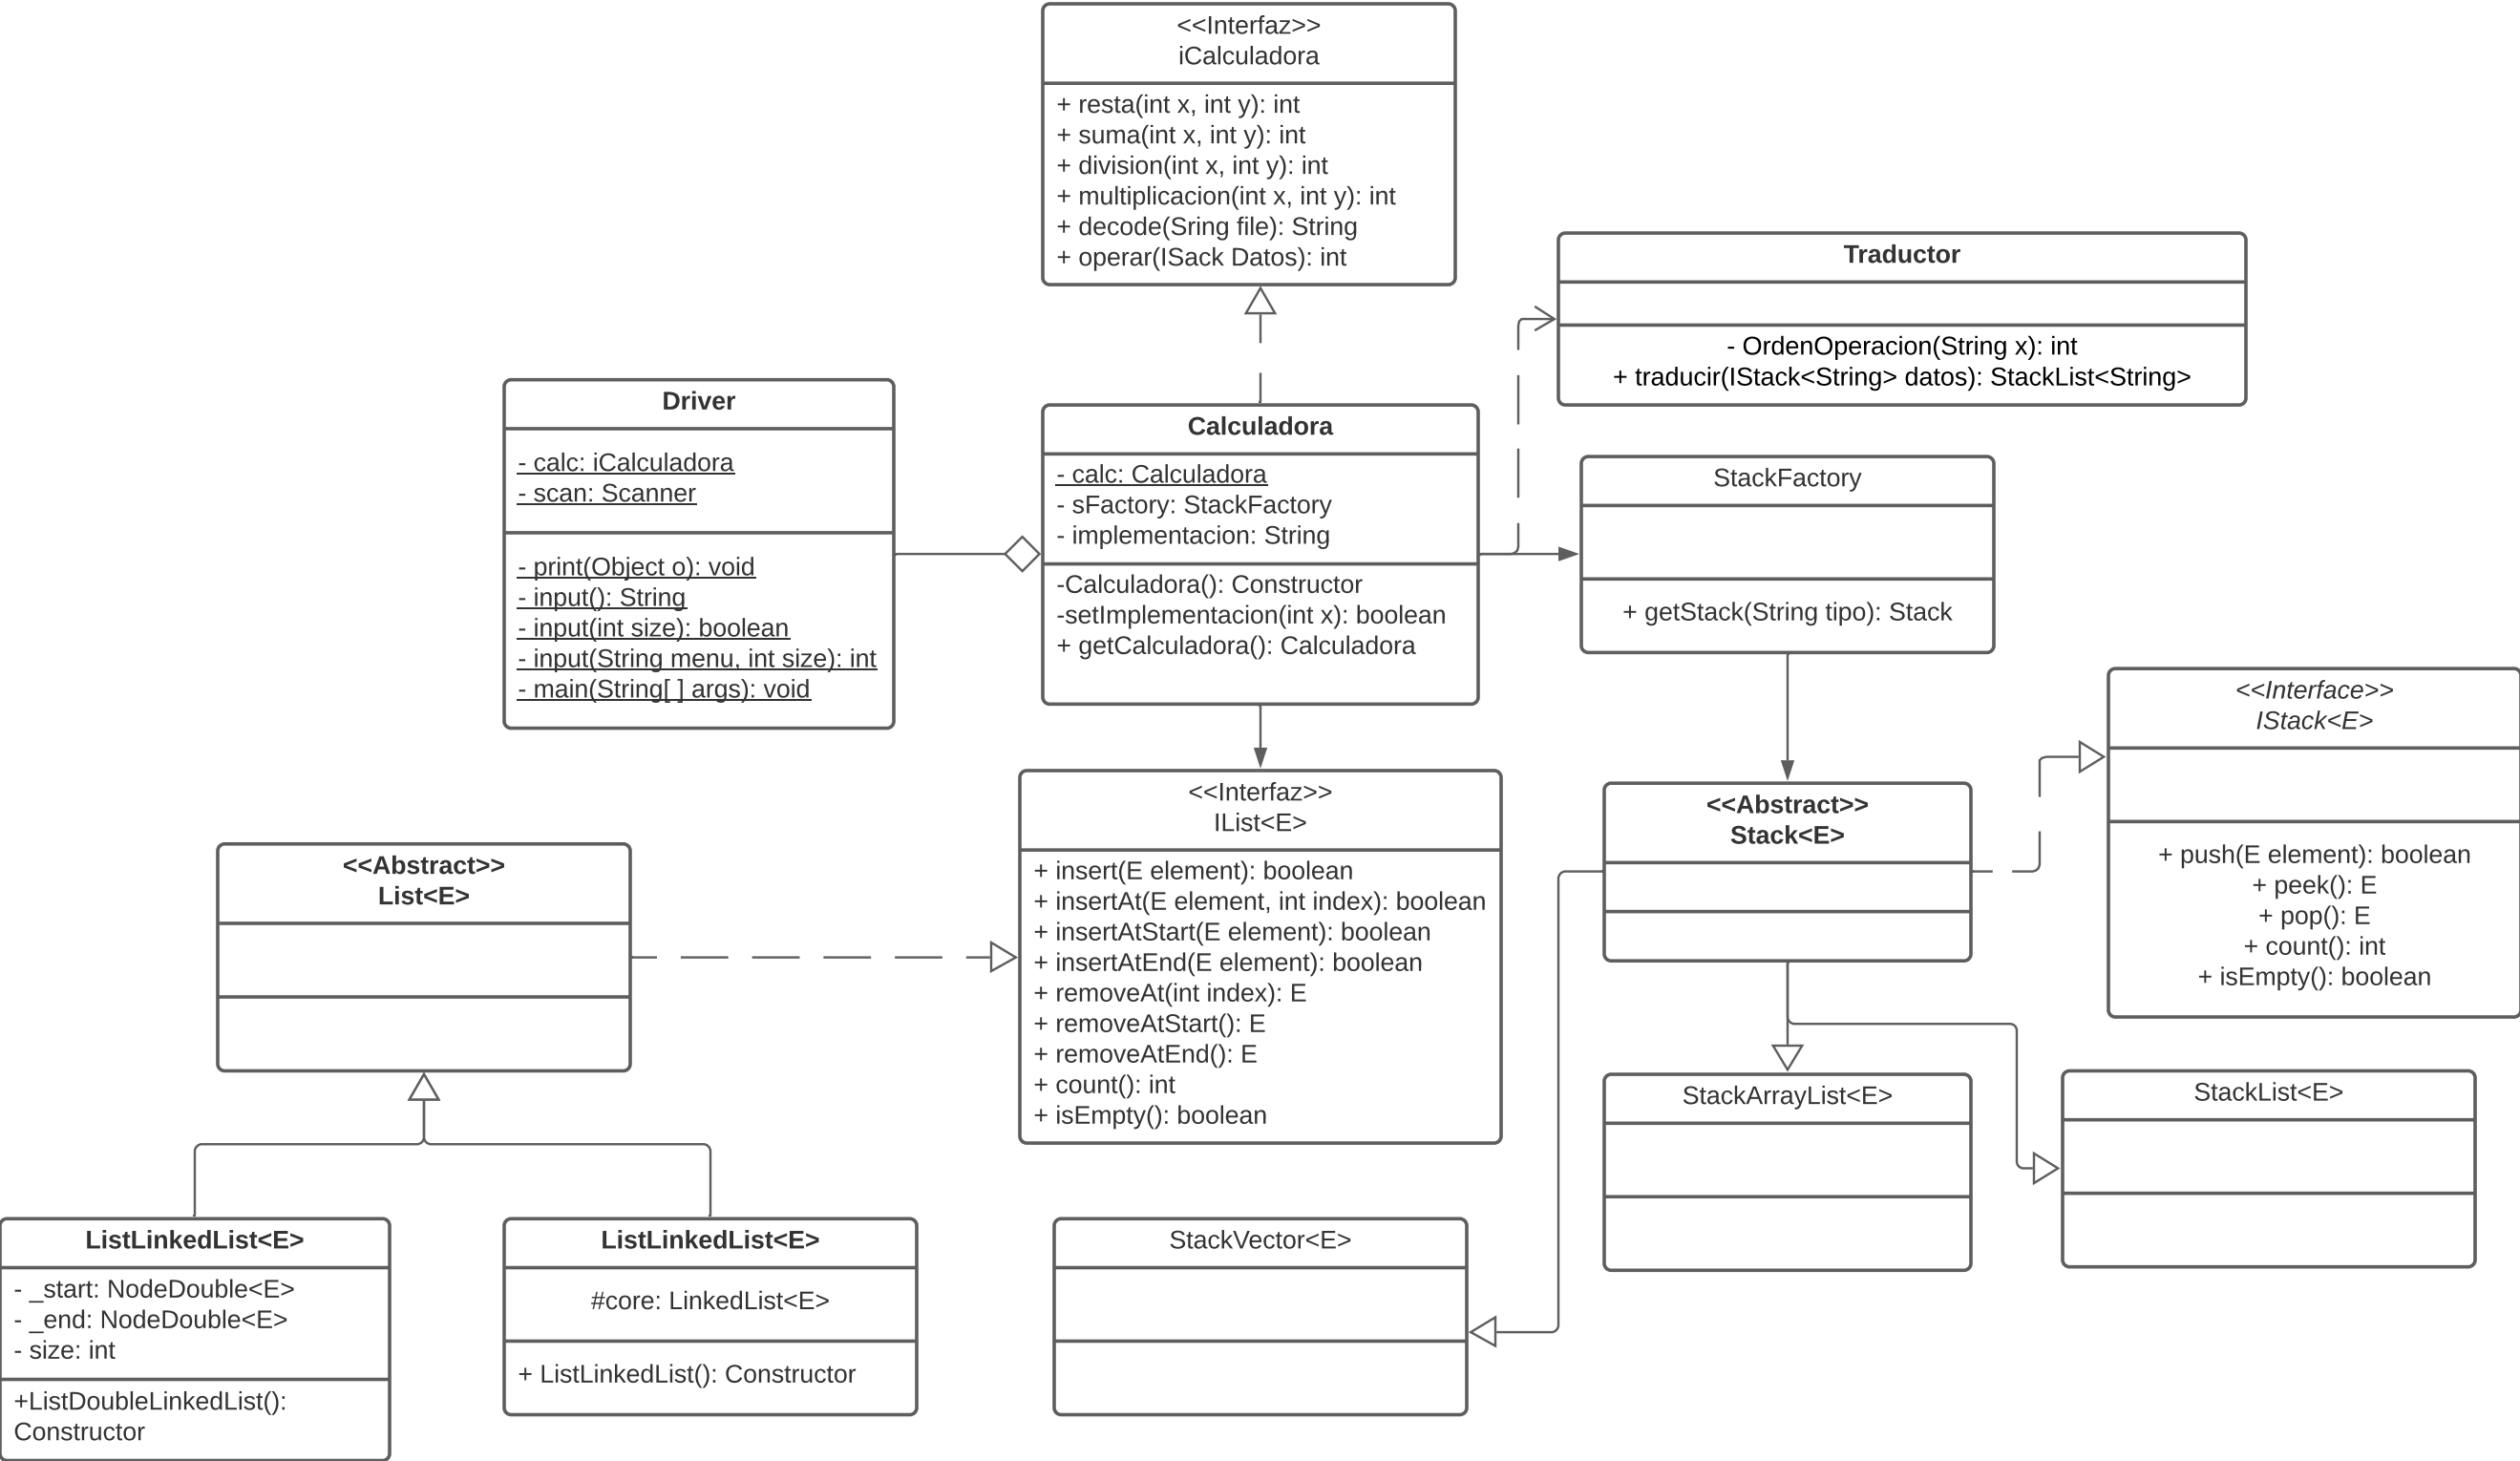 <<Interfaz>>
iCalculadora
+ resta(int x, int y): int
+ suma(int x, int y): int
+ division(int x, int y): int
+ multiplicacion(int x, int y): int
+ decode(Sring file): String
+ operar(ISack Datos): int
Traductor
- OrdenOperacion(String x): int
+ traducir(IStack<String> datos): StackList<String>
Driver
- calc: iCalculadora
- scan: Scanner
- print(Object o): void
- input(): String
- input(int size): boolean
- input(String menu, int size): int
- main(String[ ] args): void
Calculadora
- calc: Calculadora
- sFactory: StackFactory
- implementacion: String
-Calculadora(): Constructor
-setImplementacion(int x): boolean
+ getCalculadora(): Calculadora
StackFactory
+ getStack(String tipo): Stack
<<Interface>>
IStack<E>
+ push(E element): boolean
+ peek(): E
+ pop(): E
+ count(): int
+ isEmpty(): boolean
<<Interfaz>>
IList<E>
+ insert(E element): boolean
+ insertAt(E element, int index): boolean
+ insertAtStart(E element): boolean
+ insertAtEnd(E element): boolean
+ removeAt(int index): E
+ removeAtStart(): E
+ removeAtEnd(): E
+ count(): int
+ isEmpty(): boolean
<<Abstract>>
Stack<E>
<<Abstract>>
List<E>
StackArrayList<E>
StackList<E>
ListLinkedList<E>
- _start: NodeDouble<E>
- _end: NodeDouble<E>
- size: int
+ListDoubleLinkedList():
Constructor
ListLinkedList<E>
#core: LinkedList<E>
+ ListLinkedList(): Constructor
StackVector<E>